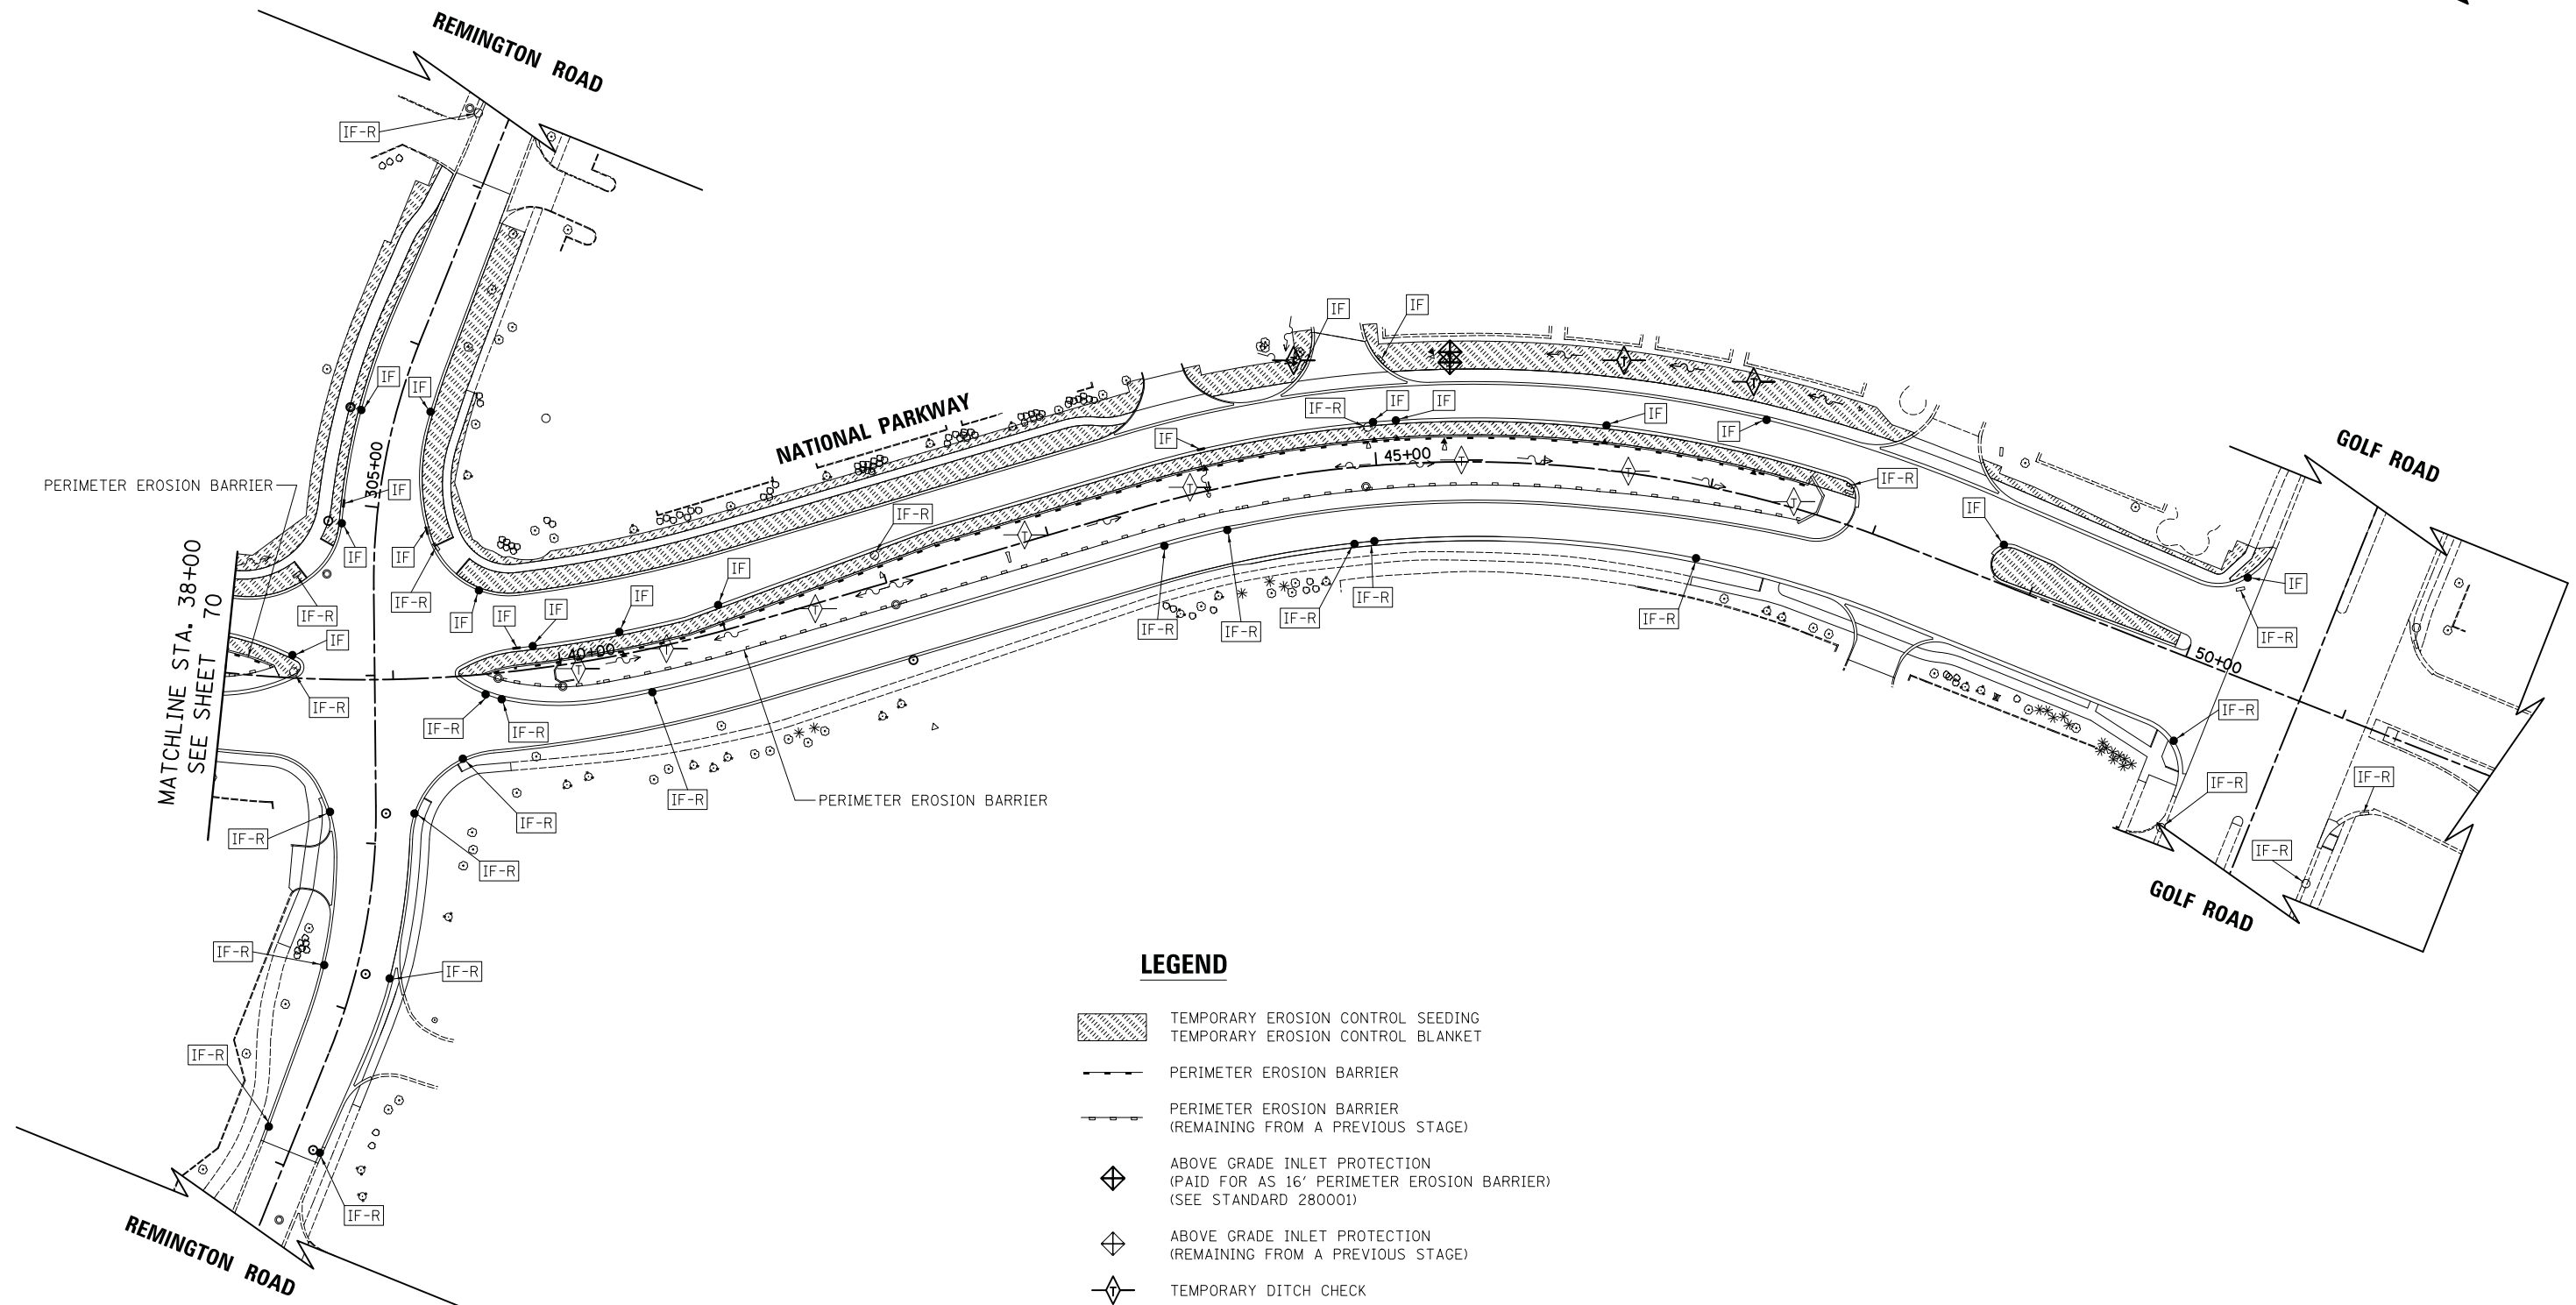 REMINGTON ROAD
IF-R
IF
IF
NATIONAL PARKWAY
IF
IF
IF-R
IF
IF
IF
IF
IF
GOLF ROAD
305+00
45+00
PERIMETER EROSION BARRIER
IF
IF-R
IF-R
IF
IF
IF
IF
MATCHLINE STA. 38+00
SEE SHEET 70
IF-R
IF-R
IF
IF
IF
IF
IF
IF
40+00
IF-R
IF-R
IF-R
IF-R
IF-R
IF-R
IF
IF-R
50+00
IF-R
IF-R
IF-R
IF-R
IF-R
IF-R
IF-R
PERIMETER EROSION BARRIER
IF-R
IF-R
IF-R
IF-R
IF-R
GOLF ROAD
IF-R
IF-R
IF-R
IF-R
REMINGTON ROAD
LEGEND
TEMPORARY EROSION CONTROL SEEDING
TEMPORARY EROSION CONTROL BLANKET
PERIMETER EROSION BARRIER
PERIMETER EROSION BARRIER
(REMAINING FROM A PREVIOUS STAGE)
ABOVE GRADE INLET PROTECTION
(PAID FOR AS 16' PERIMETER EROSION BARRIER)
(SEE STANDARD 280001)
ABOVE GRADE INLET PROTECTION
(REMAINING FROM A PREVIOUS STAGE)
T
TEMPORARY DITCH CHECK